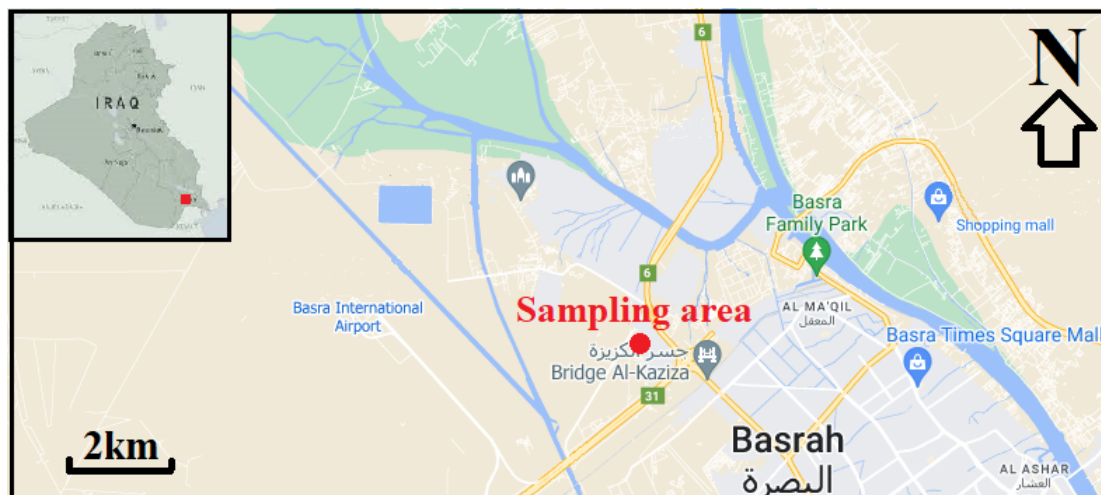 IRAQ
6
N
Basra
Family Park
Shopping mall
6
AL MA'QIL
المعقل
Basra International
Airport
Sampling area
Basra Times Square Mall
جسر الكزيزة
Bridge Al-Kaziza
31
2km
Basrah
البصرة
AL ASHAR
العشار